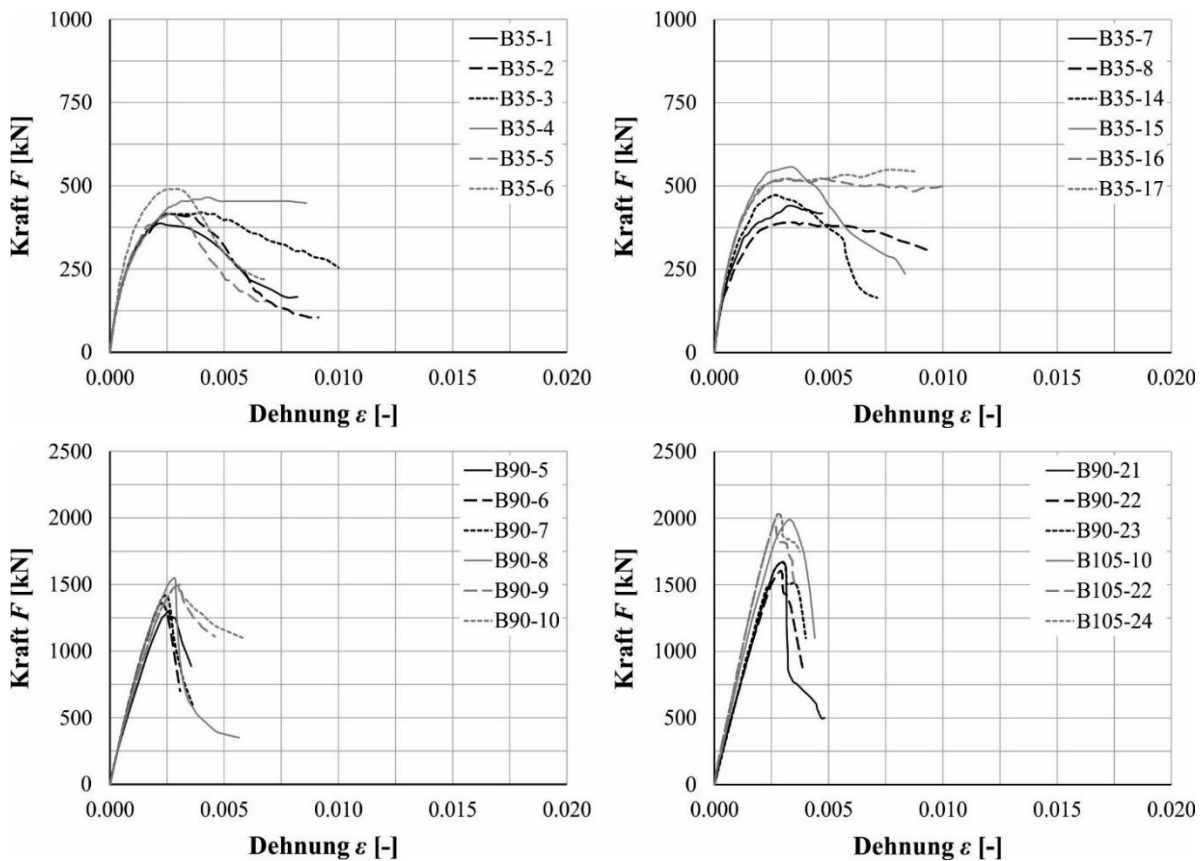 1000
750
500
250
0
Kraft F [kN]
B35-1
B35-2
B35-3
B35-4
B35-5
B35-6
0.000 0.005 0.010 0.015 0.020
Dehnung ε [-]
1000
750
500
250
0
Kraft F [kN]
B35-7
B35-8
B35-14
B35-15
B35-16
B35-17
0.000 0.005 0.010 0.015 0.020
Dehnung ε [-]
2500
2000
1500
1000
500
0
Kraft F [kN]
B90-5
B90-6
B90-7
B90-8
B90-9
B90-10
0.000 0.005 0.010 0.015 0.020
Dehnung ε [-]
2500
2000
1500
1000
500
0
Kraft F [kN]
B90-21
B90-22
B90-23
B105-10
B105-22
B105-24
0.000 0.005 0.010 0.015 0.020
Dehnung ε [-]